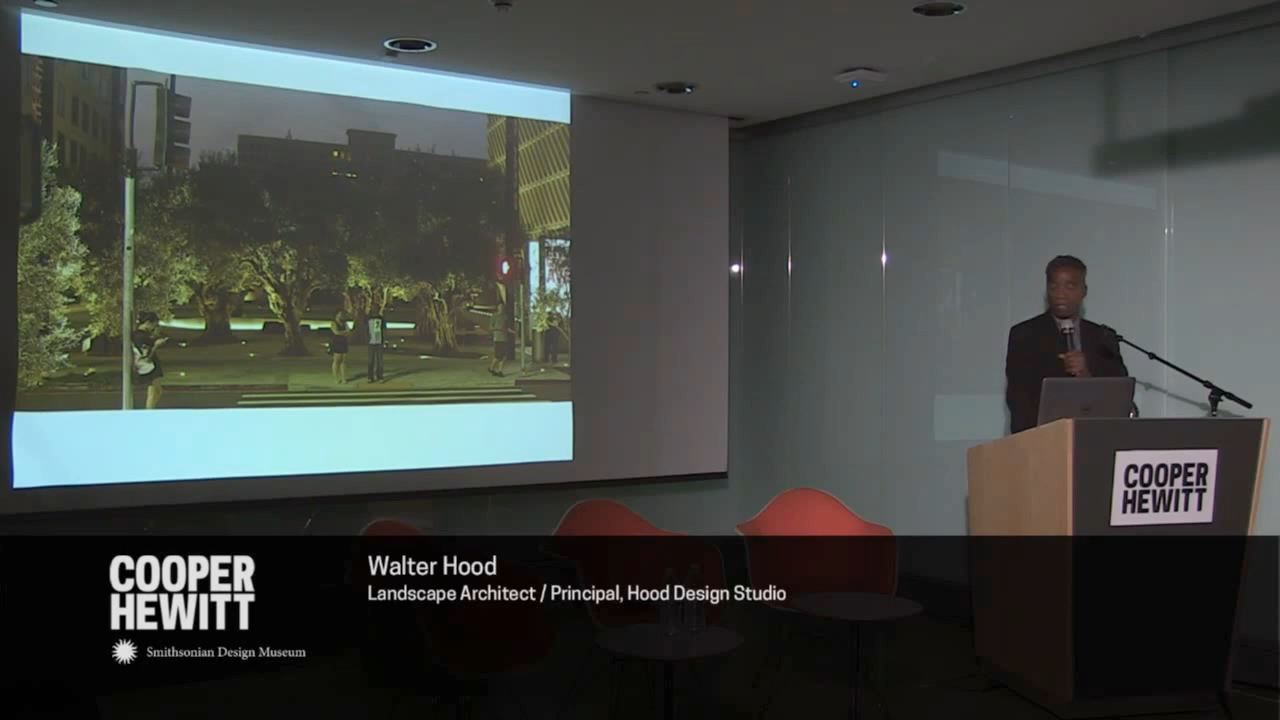 COOPER
HEWITT
COOPER
HEWITT
Smithsonian Design Museum
Walter Hood
Landscape Architect / Principal, Hood Design Studio